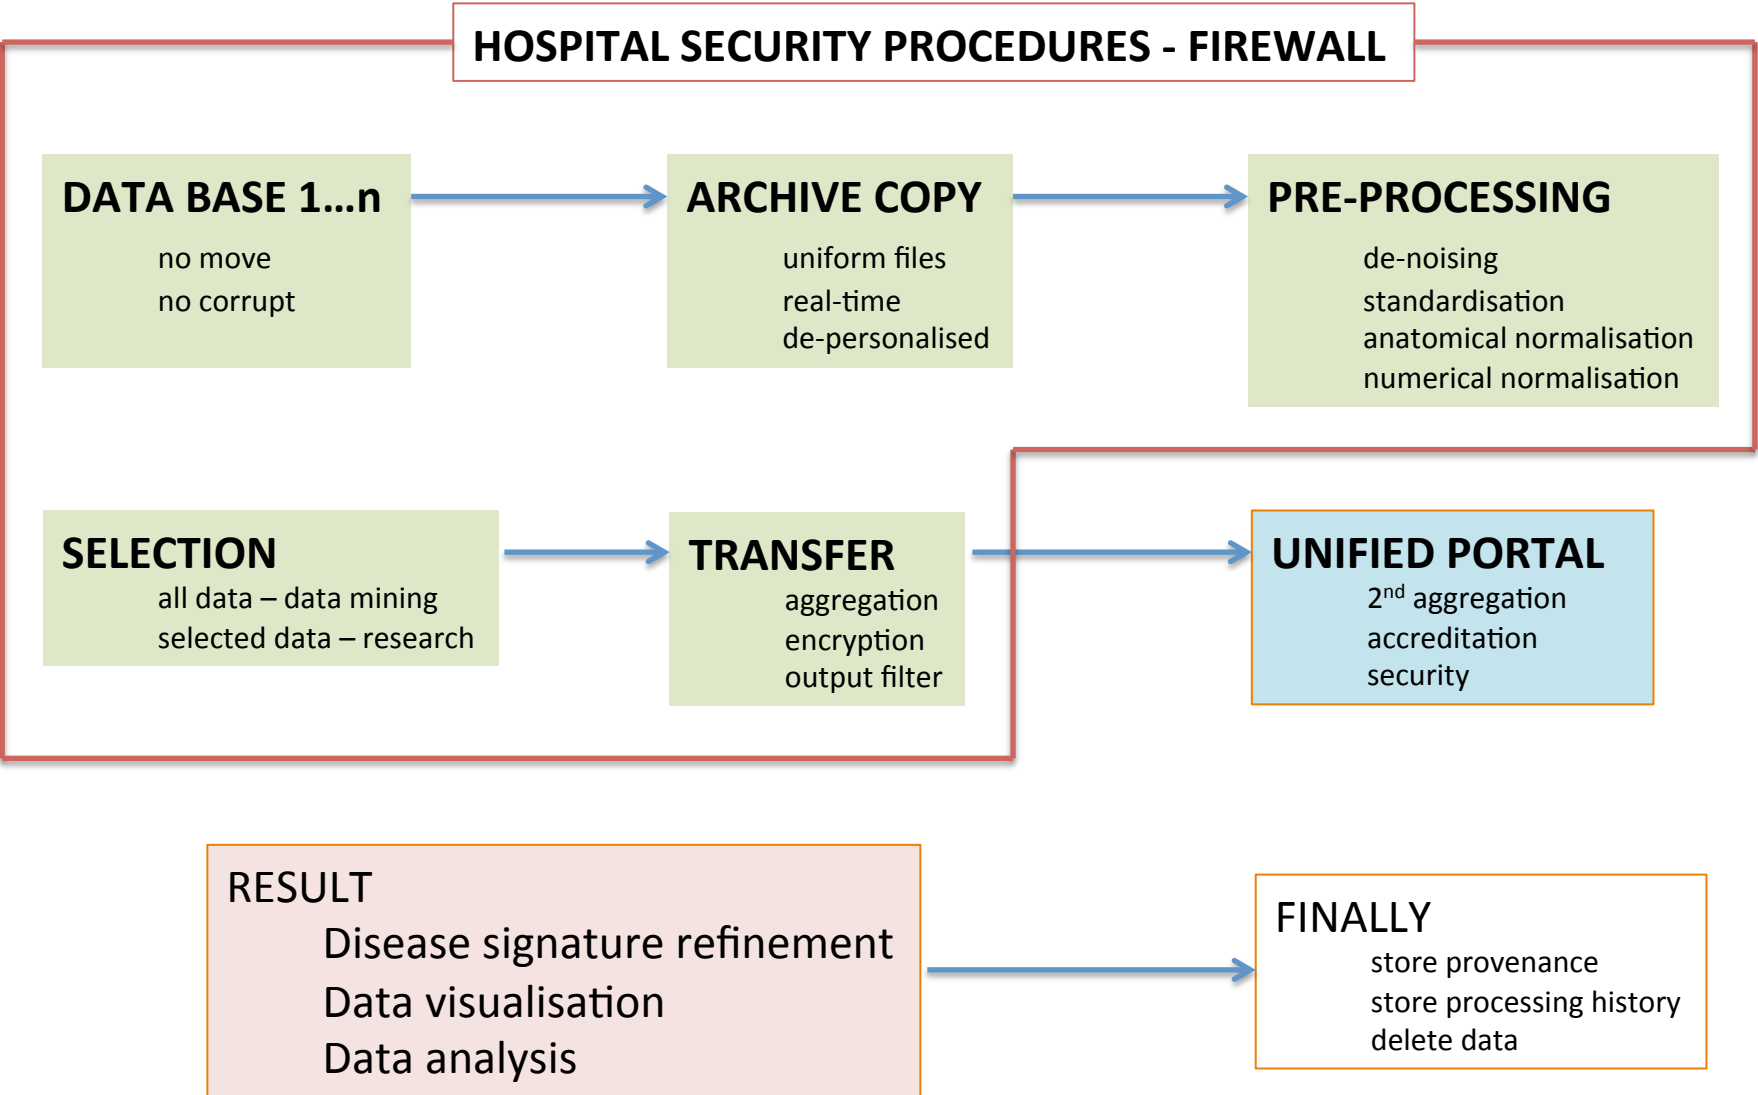 HOSPITAL SECURITY PROCEDURES - FIREWALL
DATA BASE 1...n
no move
no corrupt
ARCHIVE COPY
uniform files
real-time
de-personalised
PRE-PROCESSING
de-noising
standardisation
anatomical normalisation
numerical normalisation
SELECTION
all data – data mining
selected data – research
TRANSFER
aggregation
encryption
output filter
UNIFIED PORTAL
2nd aggregation
accreditation
security
RESULT
Disease signature refinement
Data visualisation
Data analysis
FINALLY
store provenance
store processing history
delete data